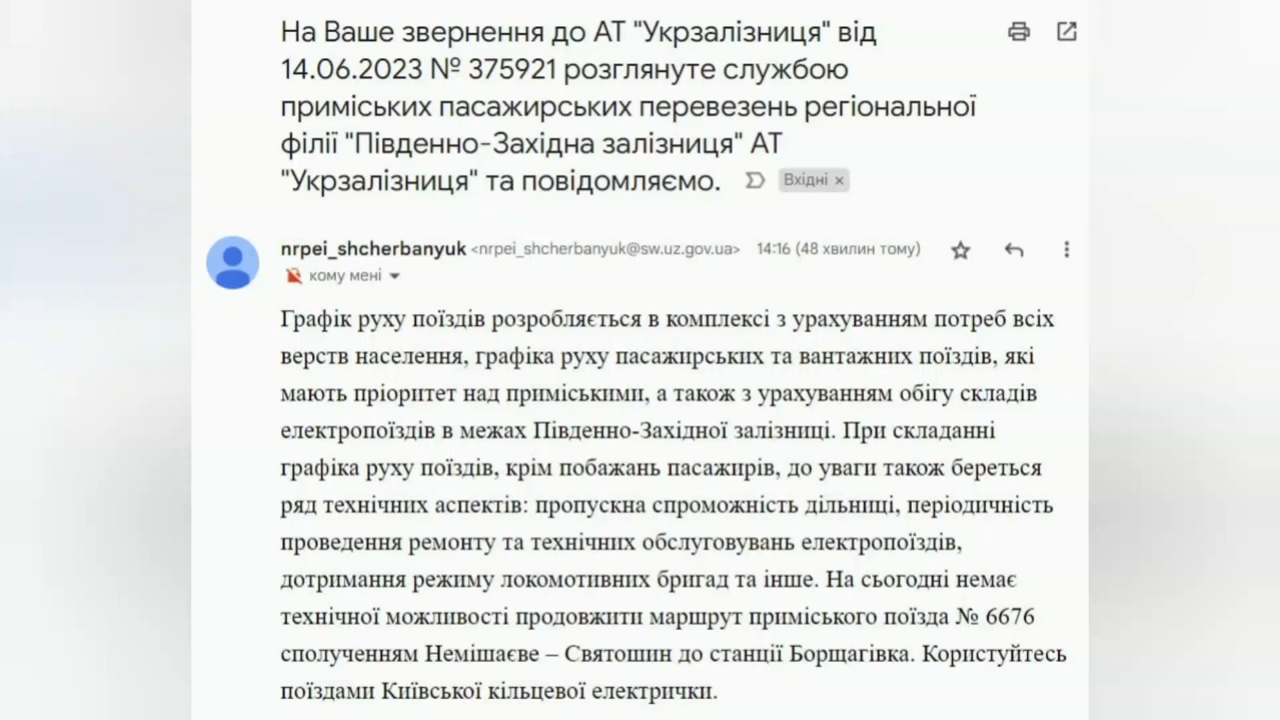 На Ваше звернення до АТ "Укрзалізниця" від
14.06.2023 № 375921 розглянуте службою
приміських пасажирських перевезень регіональної
філії "Південно-Західна залізниця" АТ
"Укрзалізниця" та повідомляємо. Вхідні ×
nrpei_shcherbanyuk <nrpei_shcherbanyuk@sw.uz.gov.ua> 14:16 (48 хвилин тому)
кому мені
Графік руху поїздів розробляється в комплексі з урахуванням потреб всіх
верств населення, графіка руху пасажирських та вантажних поїздів, які
мають пріоритет над приміськими, а також з урахуванням обігу складів
електропоїздів в межах Південно-Західної залізниці. При складанні
графіка руху поїздів, крім побажань пасажирів, до уваги також береться
ряд технічних аспектів: пропускна спроможність дільниці, періодичність
проведення ремонту та технічних обслуговувань електропоїздів,
дотримання режиму локомотивних бригад та інше. На сьогодні немає
технічної можливості продовжити маршрут приміського поїзда № 6676
сполученням Немішаєве – Святошин до станції Борщагівка. Користуйтесь
поїздами Київської кільцевої електрички.